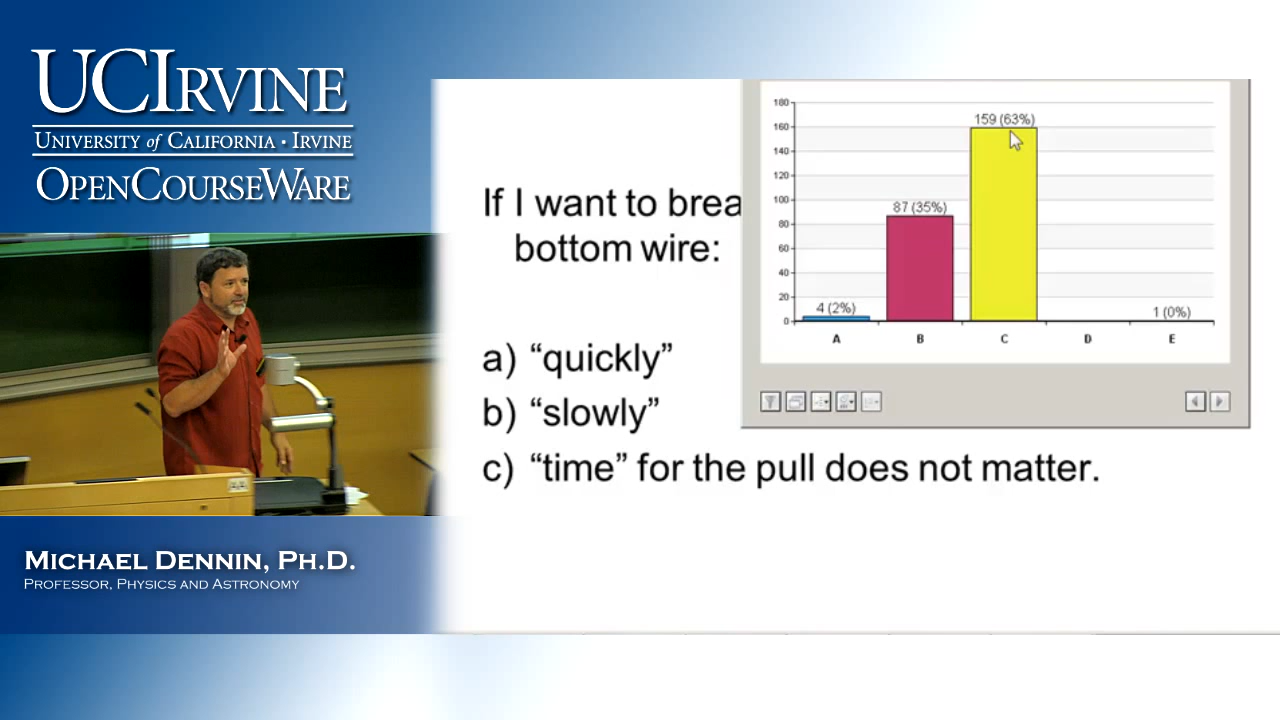 UCIRVINE
UNIVERSITY of CALIFORNIA • IRVINE
OPENCOURSEWARE
If I want to brea
bottom wire:
a) “quickly”
b) “slowly”
c) “time” for the pull does not matter.
180
160
140
120
100
80
60
40
20
0
4 (2%)
87 (35%)
159 (63%)
1 (0%)
A B C D E
MICHAEL DENNIN, PH.D.
PROFESSOR, PHYSICS AND ASTRONOMY